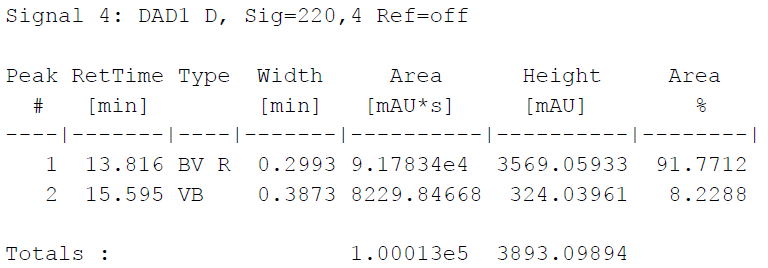 Signal 4: DAD1 D, Sig=220,4 Ref=off
Peak RetTime Type  Width     Area      Height     Area
  #   [min]        [min]   [mAU*s]     [mAU]        %
----|-------|----|-------|----------|----------|--------|
   1  13.816 BV R  0.2993 9.17834e4  3569.05933  91.7712
   2  15.595 VB    0.3873 8229.84668  324.03961   8.2288
Totals :                  1.00013e5  3893.09894